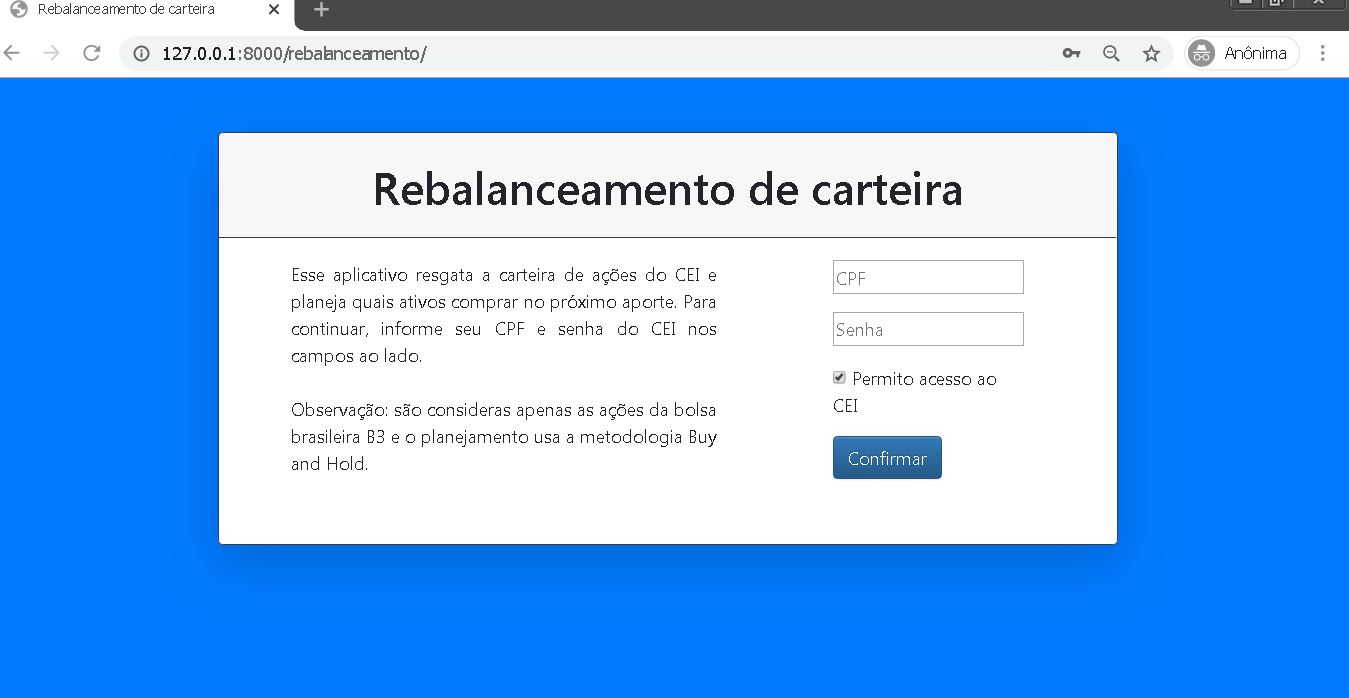 Rebalanceamento de carteira
127.0.0.1:8000/rebalanceamento/
Anônima
Rebalanceamento de carteira
Esse aplicativo resgata a carteira de ações do CEI e
planeja quais ativos comprar no próximo aporte. Para
continuar, informe seu CPF e senha do CEI nos
campos ao lado.
Observação: são consideras apenas as ações da bolsa
brasileira B3 e o planejamento usa a metodologia Buy
and Hold.
CPF
Senha
Permito acesso ao
CEI
Confirmar